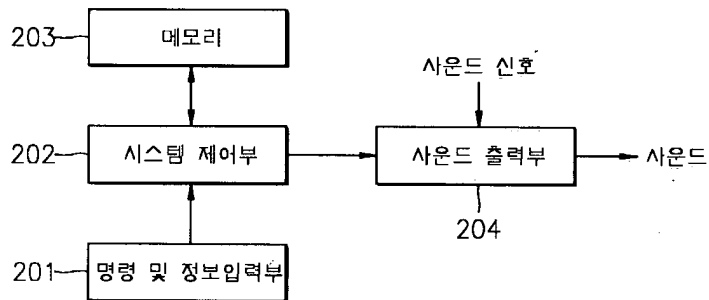 203
메모리
사운드 신호
202
시스템 제어부
사운드 출력부
사운드
204
201
명령 및 정보입력부